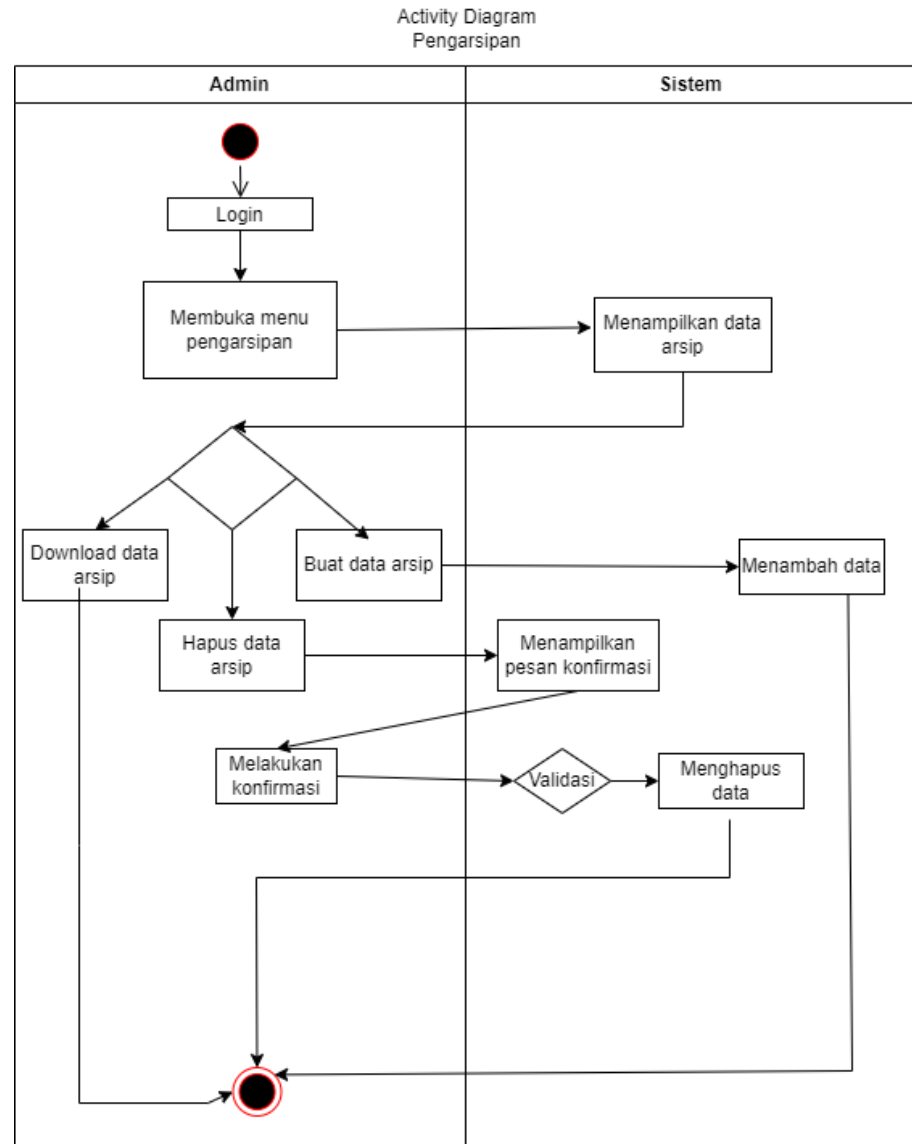 Activity Diagram
Pengarsipan
Admin
Sistem
Login
Membuka menu
pengarsipan
Menampilkan data
arsip
Download data
arsip
Buat data arsip
Menambah data
Hapus data
arsip
Menampilkan
pesan konfirmasi
Melakukan
konfirmasi
Validasi
Menghapus
data